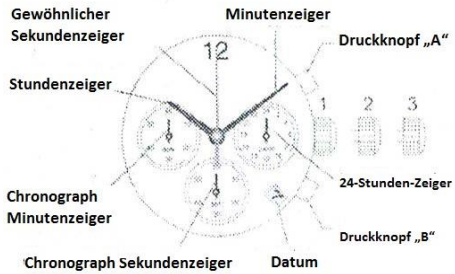 Gewöhnlicher
Sekundenzeiger
Minutenzeiger
Druckknopf „A“
12
Stundenzeiger
1 2 3
24-Stunden-Zeiger
Chronograph
Minutenzeiger
Druckknopf „B“
Chronograph Sekundenzeiger
Datum